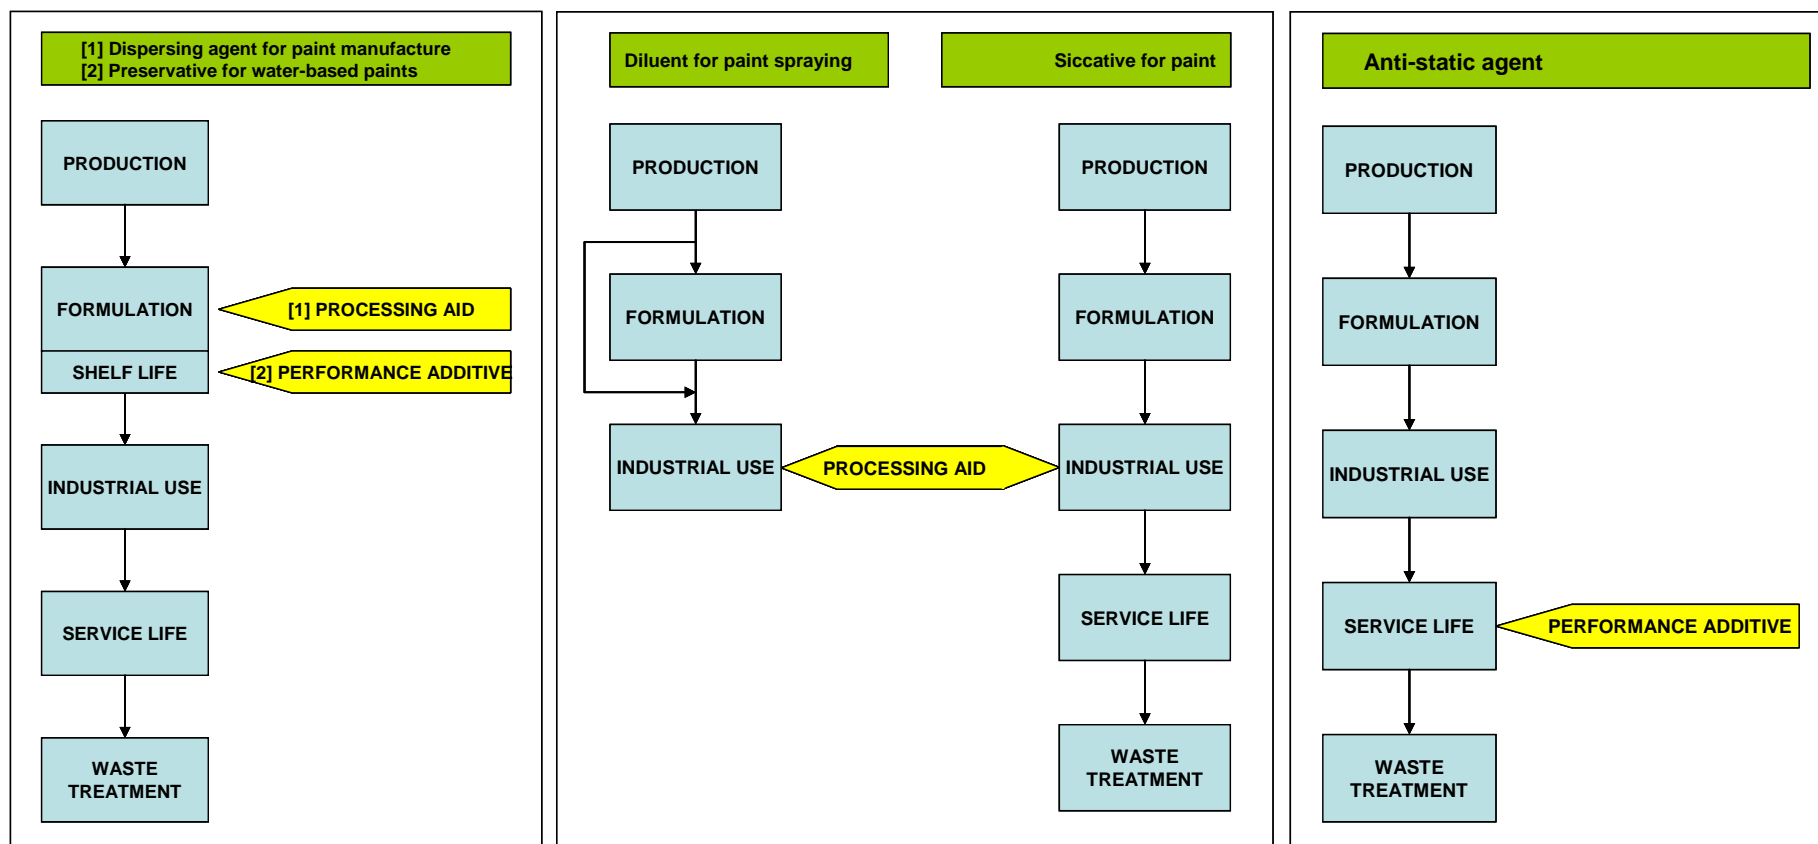 [1] Dispersing agent for paint manufacture
[2] Preservative for water-based paints
PRODUCTION
FORMULATION
[1] PROCESSING AID
SHELF LIFE
[2] PERFORMANCE ADDITIVE
INDUSTRIAL USE
SERVICE LIFE
WASTE
TREATMENT
Diluent for paint spraying
PRODUCTION
FORMULATION
INDUSTRIAL USE
PROCESSING AID
Siccative for paint
PRODUCTION
FORMULATION
INDUSTRIAL USE
SERVICE LIFE
WASTE
TREATMENT
Anti-static agent
PRODUCTION
FORMULATION
INDUSTRIAL USE
SERVICE LIFE
PERFORMANCE ADDITIVE
WASTE
TREATMENT